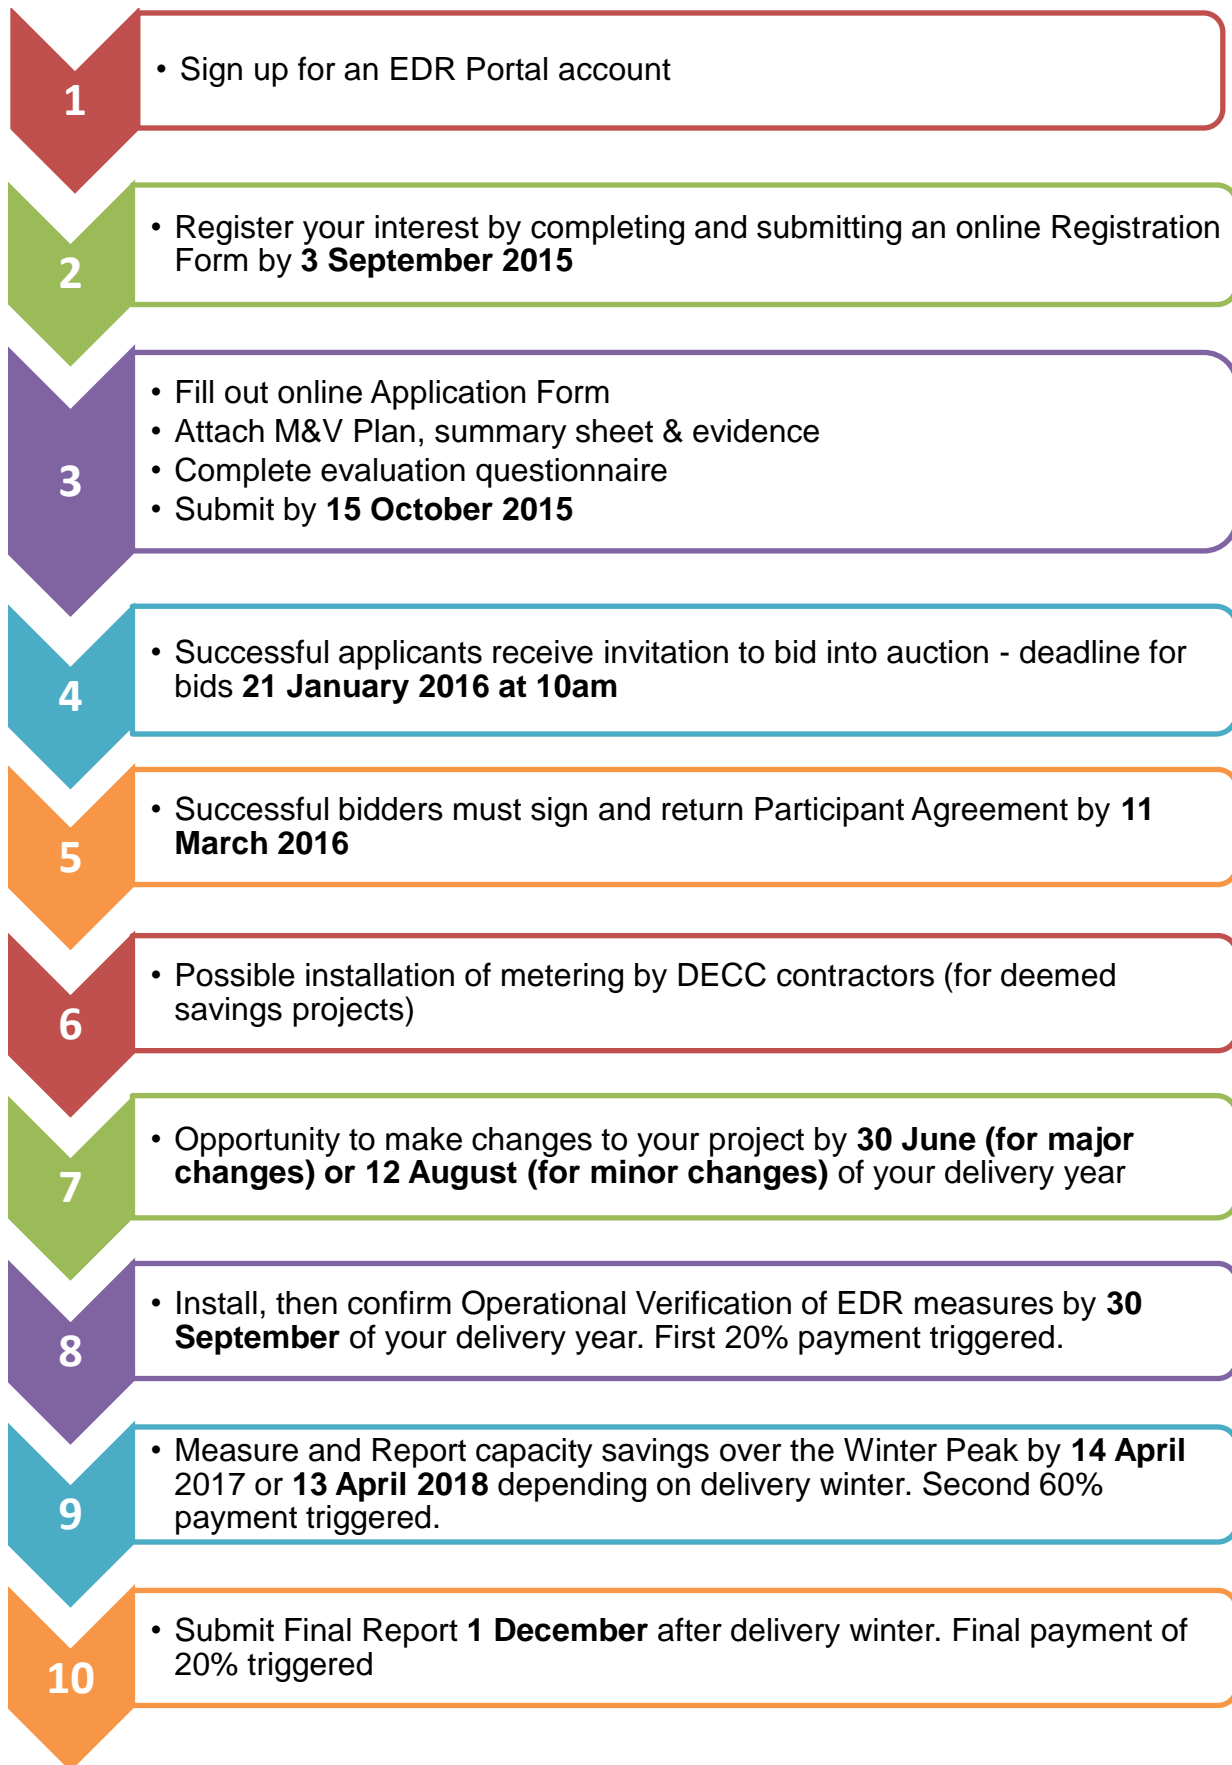 1
• Sign up for an EDR Portal account
2
• Register your interest by completing and submitting an online Registration
Form by 3 September 2015
3
• Fill out online Application Form
• Attach M&V Plan, summary sheet & evidence
• Complete evaluation questionnaire
• Submit by 15 October 2015
4
• Successful applicants receive invitation to bid into auction - deadline for
bids 21 January 2016 at 10am
5
• Successful bidders must sign and return Participant Agreement by 11
March 2016
6
• Possible installation of metering by DECC contractors (for deemed
savings projects)
7
• Opportunity to make changes to your project by 30 June (for major
changes) or 12 August (for minor changes) of your delivery year
8
• Install, then confirm Operational Verification of EDR measures by 30
September of your delivery year. First 20% payment triggered.
9
• Measure and Report capacity savings over the Winter Peak by 14 April
2017 or 13 April 2018 depending on delivery winter. Second 60%
payment triggered.
10
• Submit Final Report 1 December after delivery winter. Final payment of
20% triggered